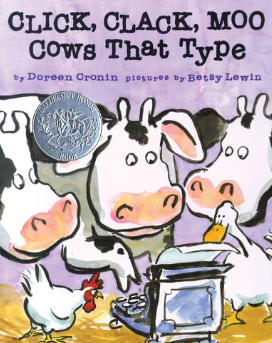 CLICK, CLACK, MOO
COWS THAT TYPE
by Doreen Cronin pictures by Betsy Lewin